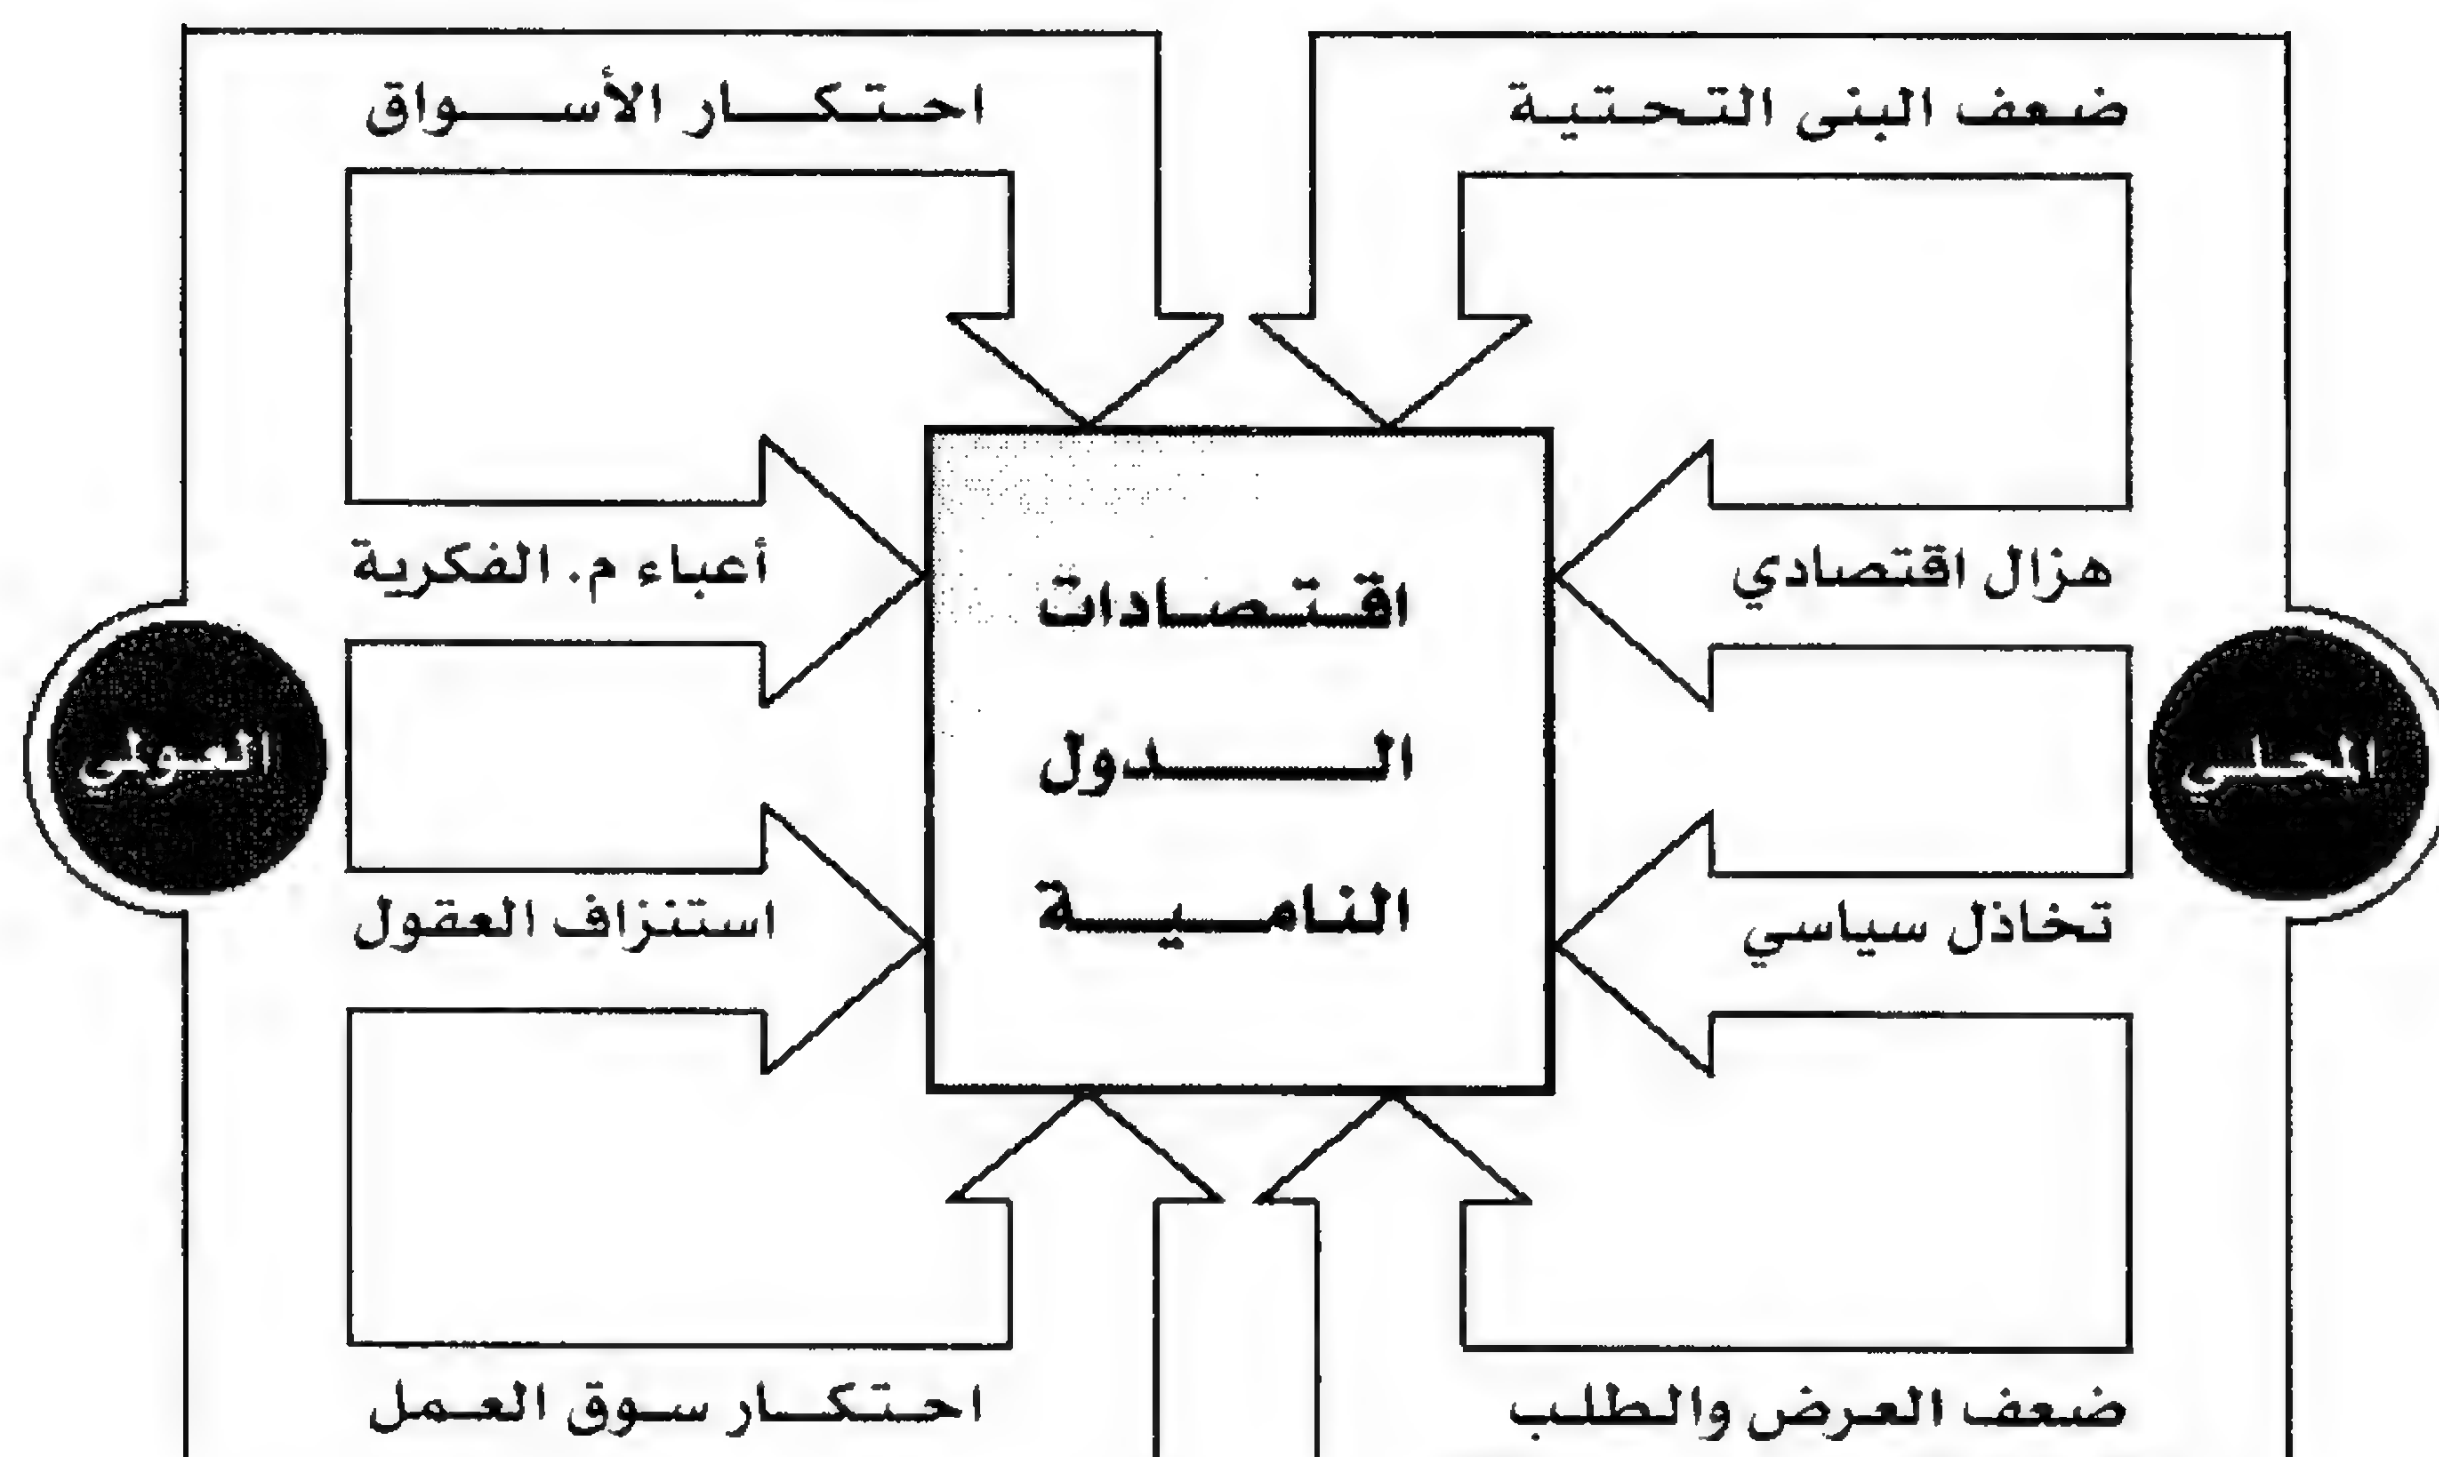 ضعف البنى التحتية
احتكار الأسواق
هزال اقتصادي
أعباء م. الفكرية
اقتصادات
الدول
النامية
المحلي
العولمي
تخاذل سياسي
استنزاف العقول
ضعف العرض والطلب
احتكار سوق العمل